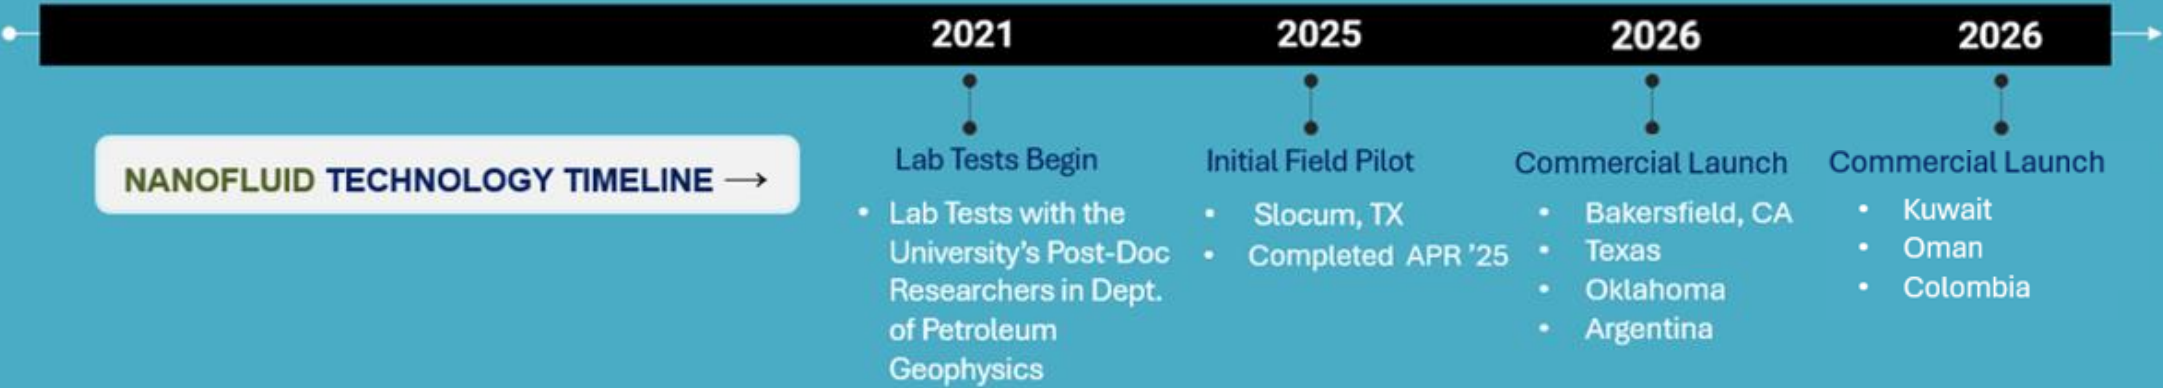 2021
2025
2026
2026
NANOFLUID TECHNOLOGY TIMELINE →
Lab Tests Begin
• Lab Tests with the
University's Post-Doc
Researchers in Dept.
of Petroleum
Geophysics
Initial Field Pilot
• Slocum, TX
• Completed APR ’25
Commercial Launch
• Bakersfield, CA
• Texas
• Oklahoma
• Argentina
Commercial Launch
• Kuwait
• Oman
• Colombia